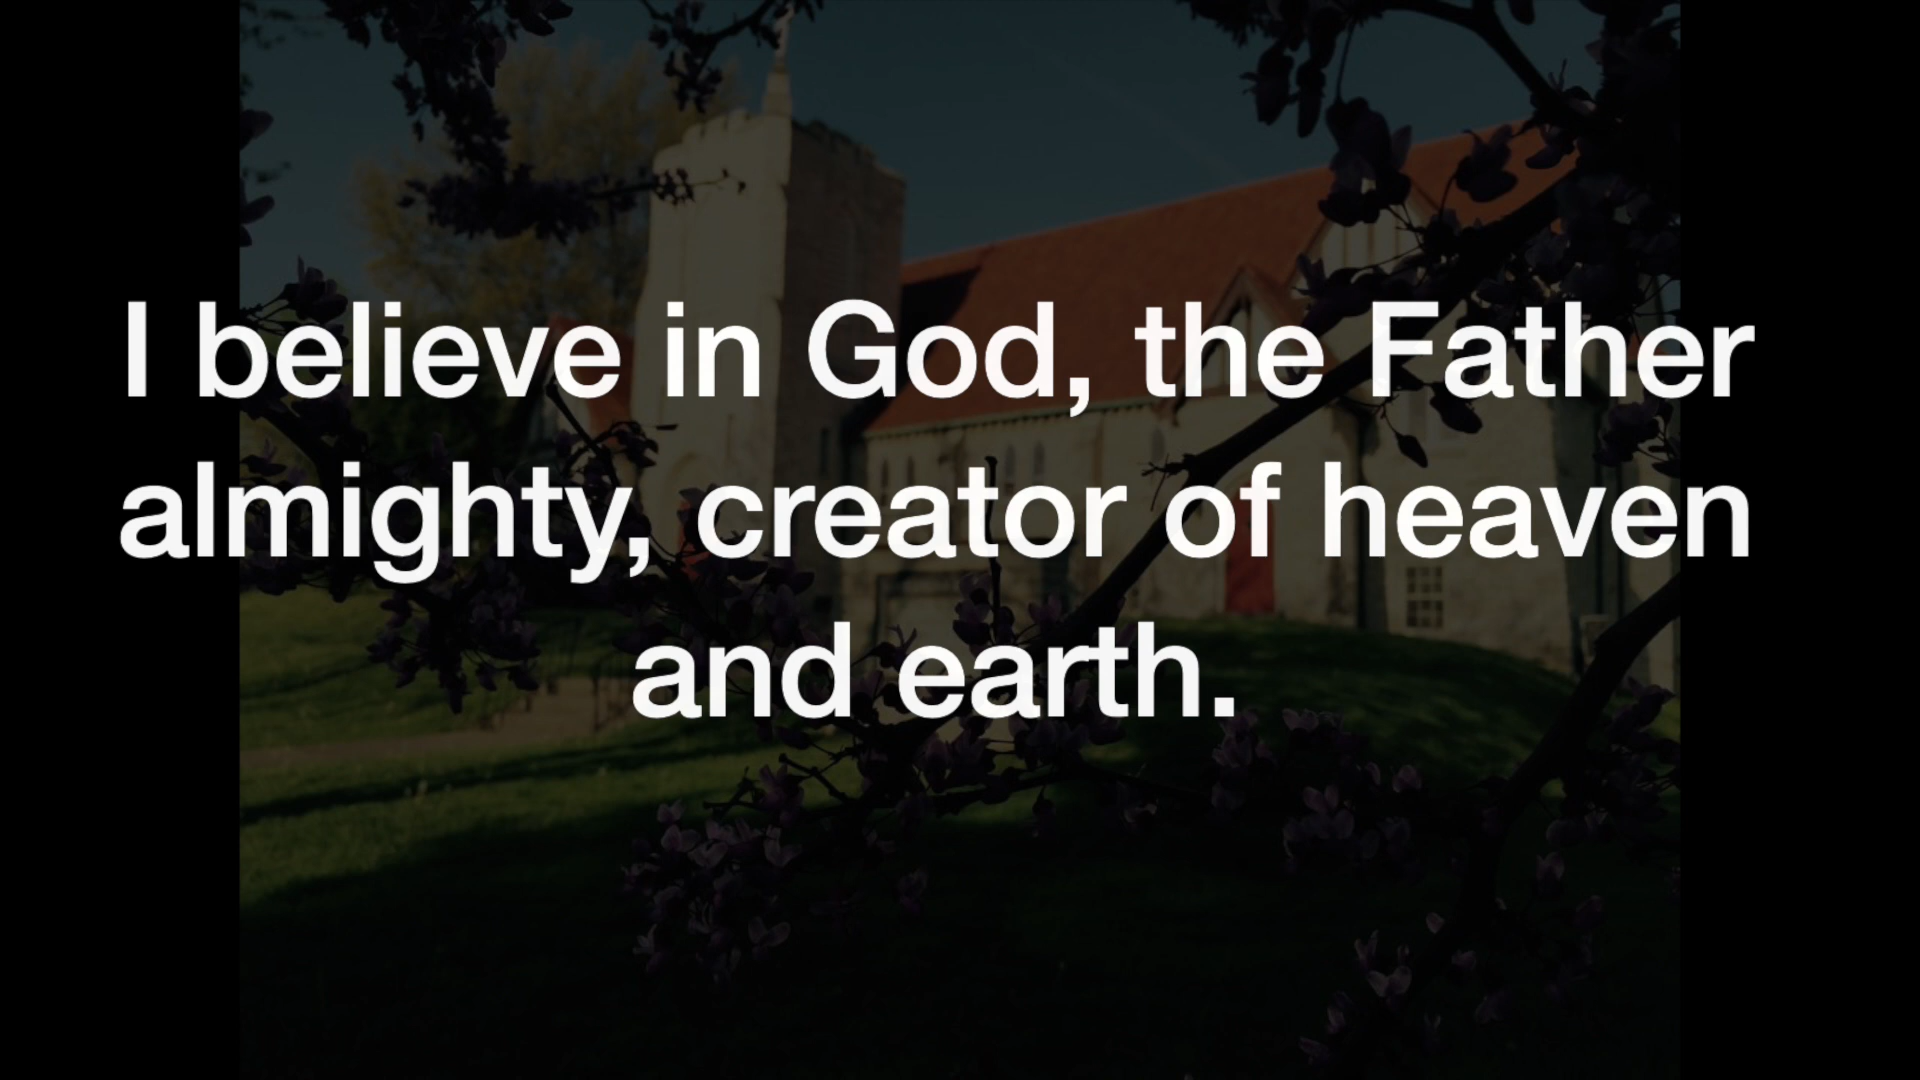 I believe in God, the Father
almighty, creator of heaven
and earth.